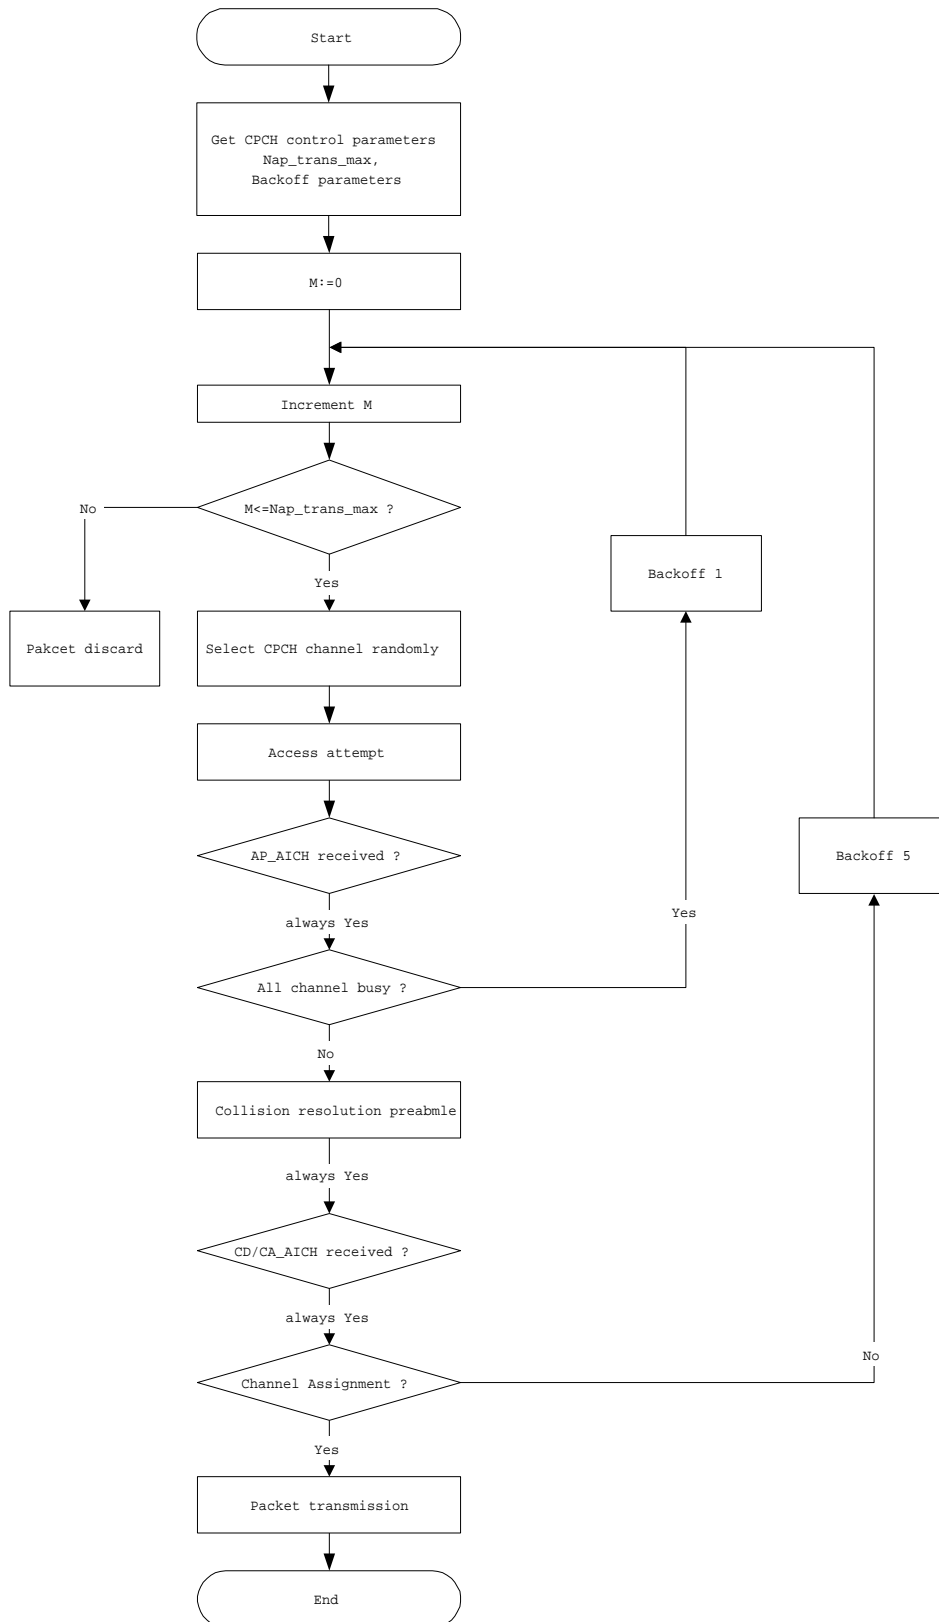 Start
Get CPCH control parameters
Nap_trans_max,
Backoff parameters
M:=0
Increment M
M<=Nap_trans_max ?
No
Yes
Backoff 1
Pakcet discard
Select CPCH channel randomly
Access attempt
AP_AICH received ?
Backoff 5
always Yes
Yes
All channel busy ?
No
Collision resolution preabmle
always Yes
CD/CA_AICH received ?
always Yes
No
Channel Assignment ?
Yes
Packet transmission
End